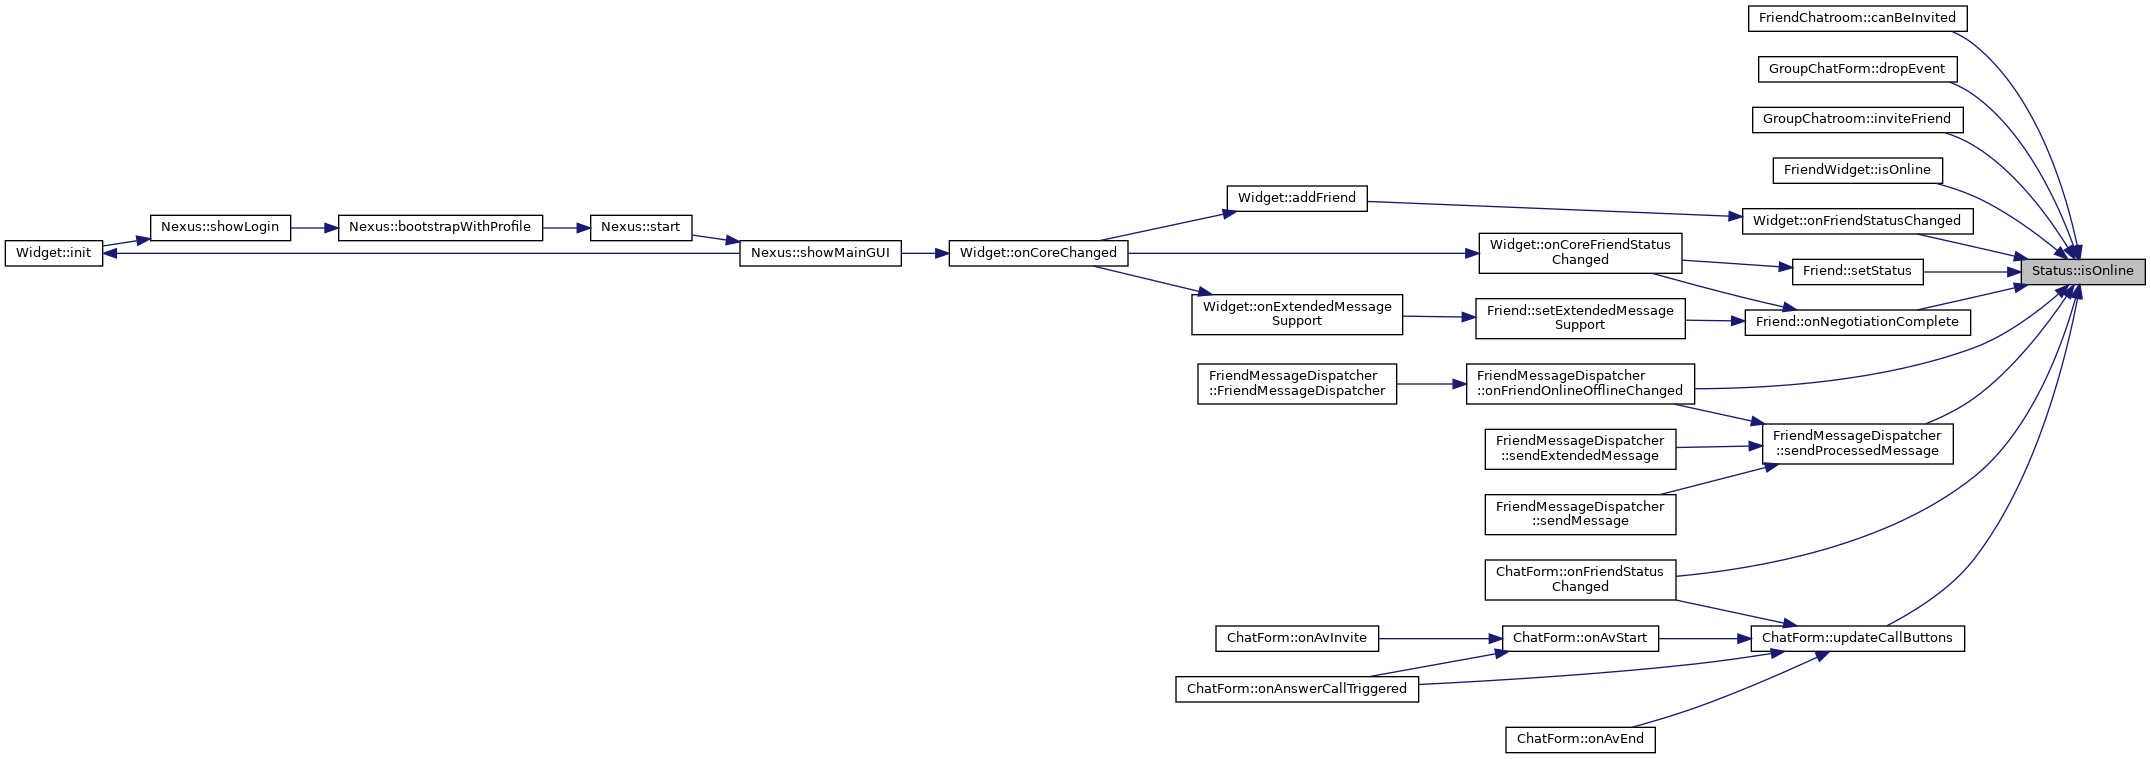 FriendChatroom::canBeInvited
GroupChatForm::dropEvent
GroupChatroom::inviteFriend
FriendWidget::isOnline
Widget::addFriend
Widget::onFriendStatusChanged
Nexus::showLogin
Nexus::bootstrapWithProfile
Nexus::start
Widget::init
Nexus::showMainGUI
Widget::onCoreChanged
Widget::onCoreFriendStatus
Changed
Friend::setStatus
Status::isOnline
Widget::onExtendedMessage
Support
Friend::setExtendedMessage
Support
Friend::onNegotiationComplete
FriendMessageDispatcher
::FriendMessageDispatcher
FriendMessageDispatcher
::onFriendOnlineOfflineChanged
FriendMessageDispatcher
::sendExtendedMessage
FriendMessageDispatcher
::sendProcessedMessage
FriendMessageDispatcher
::sendMessage
ChatForm::onFriendStatus
Changed
ChatForm::onAvInvite
ChatForm::onAvStart
ChatForm::updateCallButtons
ChatForm::onAnswerCallTriggered
ChatForm::onAvEnd